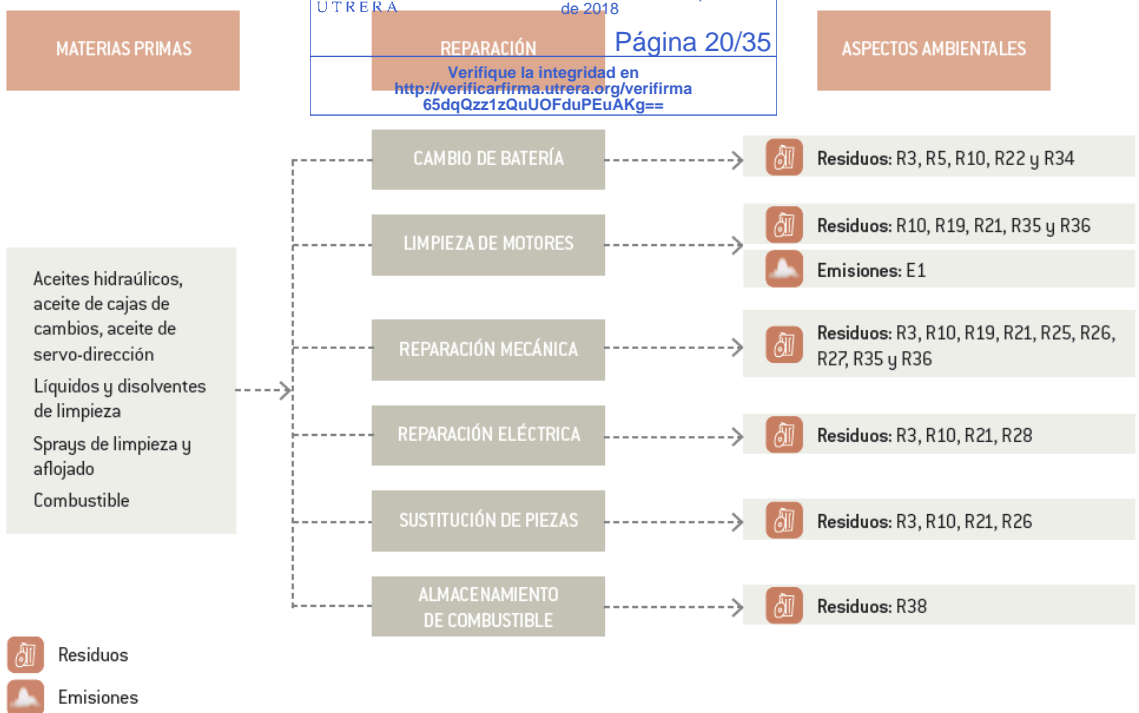 UTRERA
de 2018
MATERIAS PRIMAS
REPARACIÓN
Página 20/35
ASPECTOS AMBIENTALES
Verifique la integridad en
http://verificarfirma.utrera.org/verifirma
65dqQzz1zQuUOFduPEuAKg==
CAMBIO DE BATERÍA
Residuos: R3, R5, R10, R22 y R34
LIMPIEZA DE MOTORES
Residuos: R10, R19, R21, R35 y R36
Emisiones: E1
Aceites hidraúlicos,
aceite de cajas de
cambios, aceite de
servo-dirección
Líquidos y disolventes
de limpieza
Sprays de limpieza y
aflojado
Combustible
REPARACIÓN MECÁNICA
Residuos: R3, R10, R19, R21, R25, R26,
R27, R35 y R36
REPARACIÓN ELÉCTRICA
Residuos: R3, R10, R21, R28
SUSTITUCIÓN DE PIEZAS
Residuos: R3, R10, R21, R26
ALMACENAMIENTO
DE COMBUSTIBLE
Residuos: R38
Residuos
Emisiones